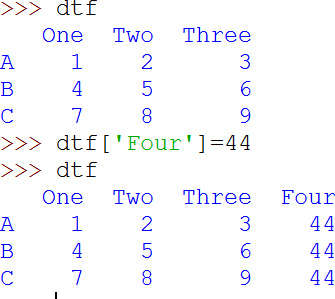 >>> dtf
   One  Two  Three
A    1    2      3
B    4    5      6
C    7    8      9
>>> dtf['Four']=44
>>> dtf
   One  Two  Three  Four
A    1    2      3    44
B    4    5      6    44
C    7    8      9    44